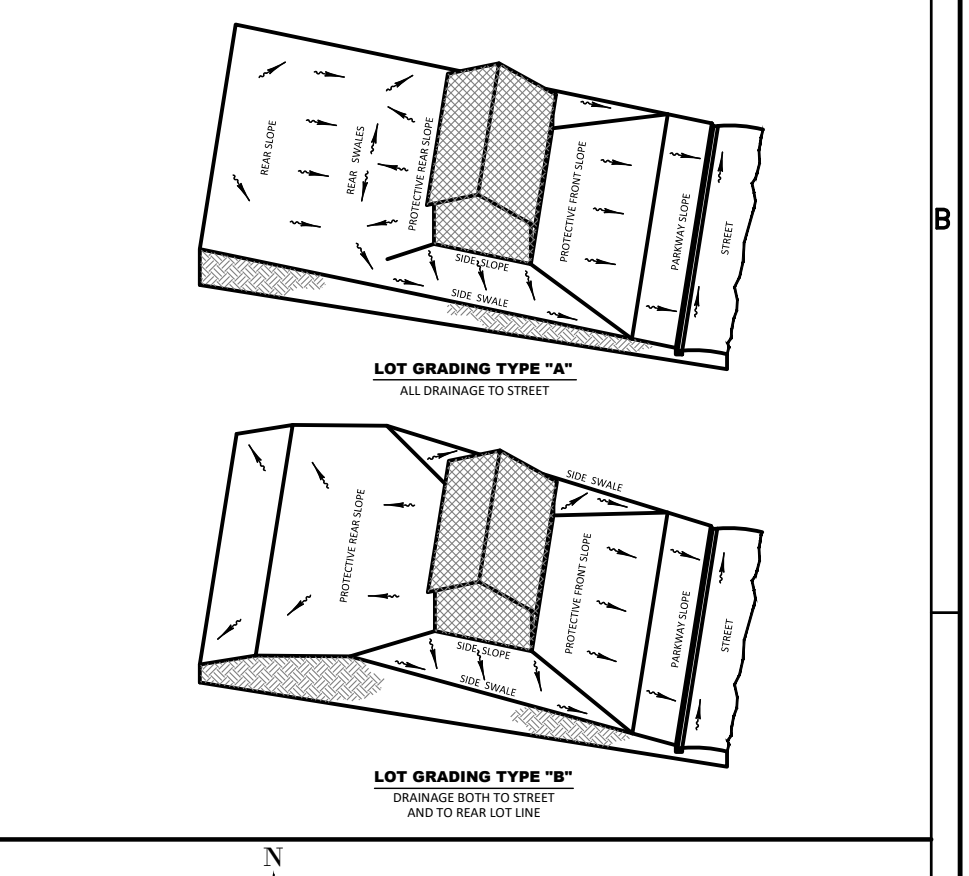 REAR SLOPE
REAR SWALES
PROTECTIVE REAR SLOPE
SIDE SLOPE
SIDE SWALE
PROTECTIVE FRONT SLOPE
PARKWAY SLOPE
STREET
B
LOT GRADING TYPE "A"
ALL DRAINAGE TO STREET
SIDE SWALE
PROTECTIVE REAR SLOPE
SIDE SLOPE
SIDE SWALE
PROTECTIVE FRONT SLOPE
PARKWAY SLOPE
STREET
LOT GRADING TYPE "B"
DRAINAGE BOTH TO STREET
AND TO REAR LOT LINE
N